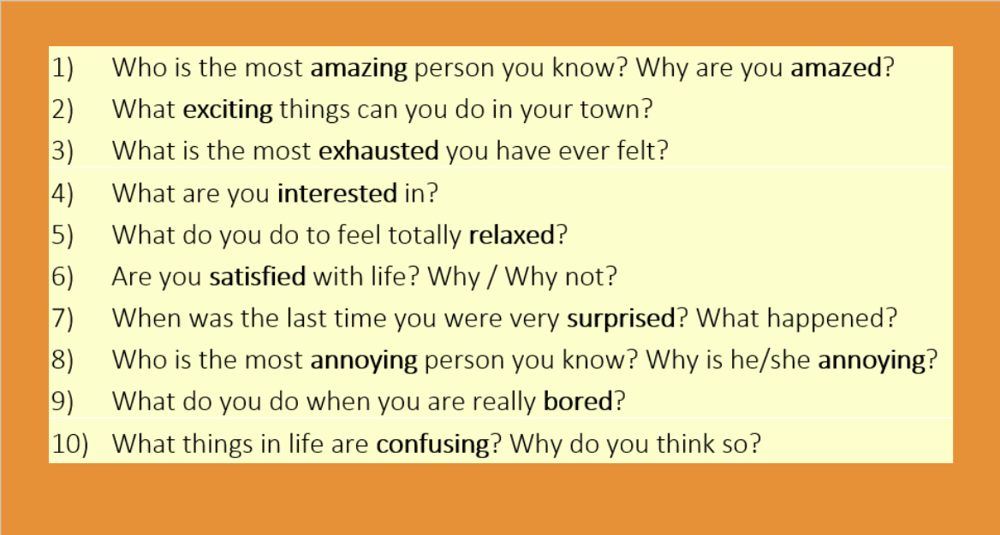 1) Who is the most amazing person you know? Why are you amazed?
2) What exciting things can you do in your town?
3) What is the most exhausted you have ever felt?
4) What are you interested in?
5) What do you do to feel totally relaxed?
6) Are you satisfied with life? Why / Why not?
7) When was the last time you were very surprised? What happened?
8) Who is the most annoying person you know? Why is he/she annoying?
9) What do you do when you are really bored?
10) What things in life are confusing? Why do you think so?